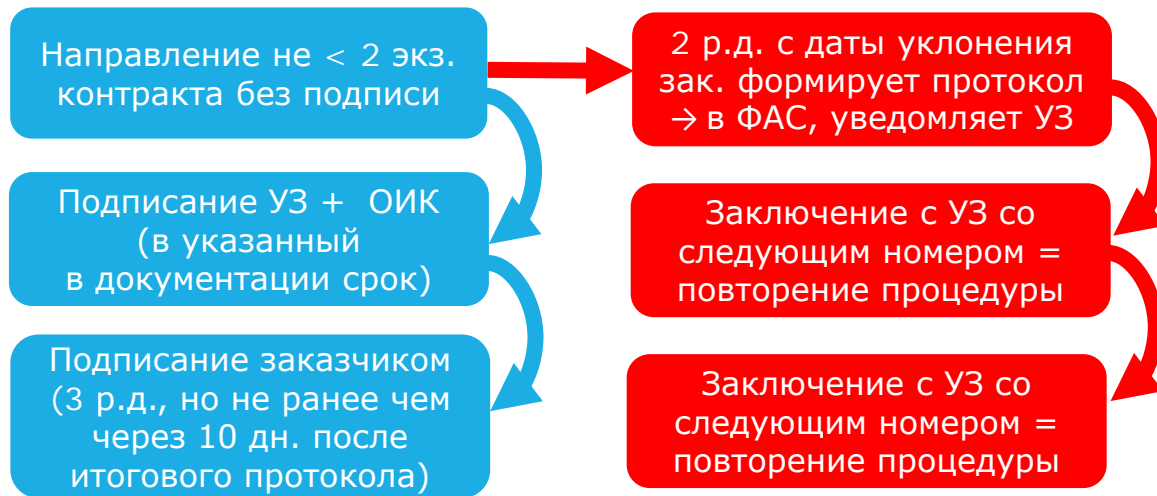 Направление не < 2 экз.
контракта без подписи
Подписание УЗ + ОИК
(в указанный
в документации срок)
Подписание заказчиком
(3 р.д., но не ранее чем
через 10 дн. после
итогового протокола)
2 р.д. с даты уклонения
зак. формирует протокол
→ в ФАС, уведомляет УЗ
Заключение с УЗ со
следующим номером =
повторение процедуры
Заключение с УЗ со
следующим номером =
повторение процедуры